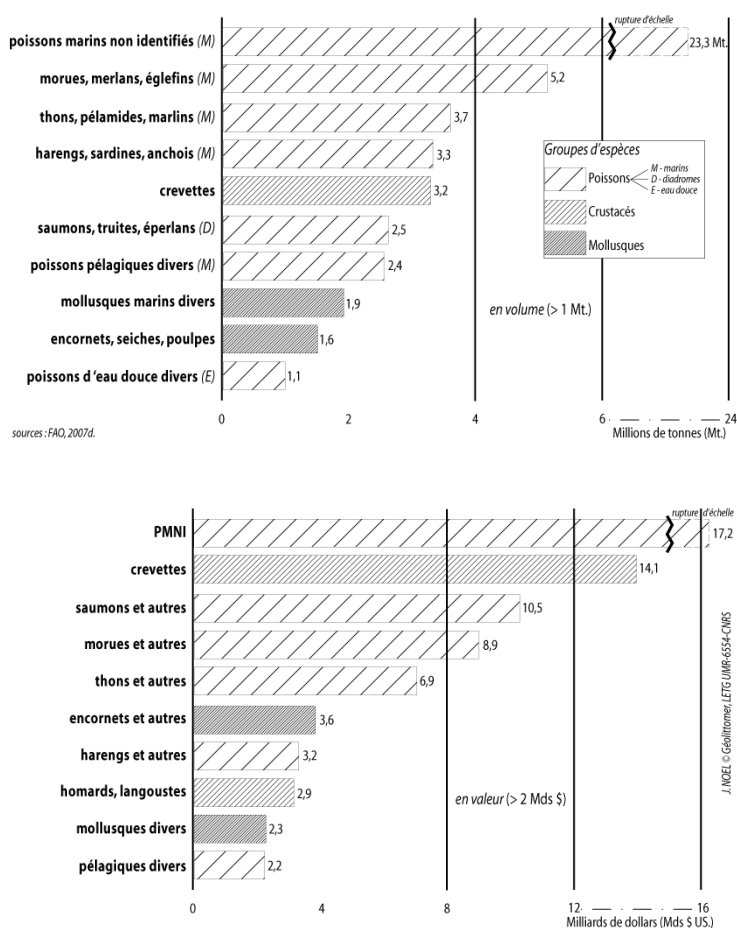 rupture d'échelle
poissons marins non identifiés (M)
23,3 Mt.
morues, merlans, églefins (M)
5,2
thons, pélamides, marlins (M)
3,7
harengs, sardines, anchois (M)
3,3
crevettes
3,2
saumons, truites, éperlans (D)
2,5
poissons pélagiques divers (M)
2,4
mollusques marins divers
1,9
encornets, seiches, poulpes
1,6
poissons d'eau douce divers (E)
1,1
Groupes d'espèces
Poissons
M - marins
D - diadromes
E - eau douce
Crustacés
Mollusques
en volume (> 1 Mt.)
0 2 4 6 24
Millions de tonnes (Mt.)
sources : FAO, 2007d.
rupture d'échelle
PMNI
17,2
crevettes
14,1
saumons et autres
10,5
morues et autres
8,9
thons et autres
6,9
encornets et autres
3,6
harengs et autres
3,2
homards, langoustes
2,9
mollusques divers
2,3
pélagiques divers
2,2
en valeur (> 2 Mds $)
0 4 8 12 16
Milliards de dollars (Mds $ US.)
J. NOEL © Géolittomer, LETG UMR-6554-CNRS